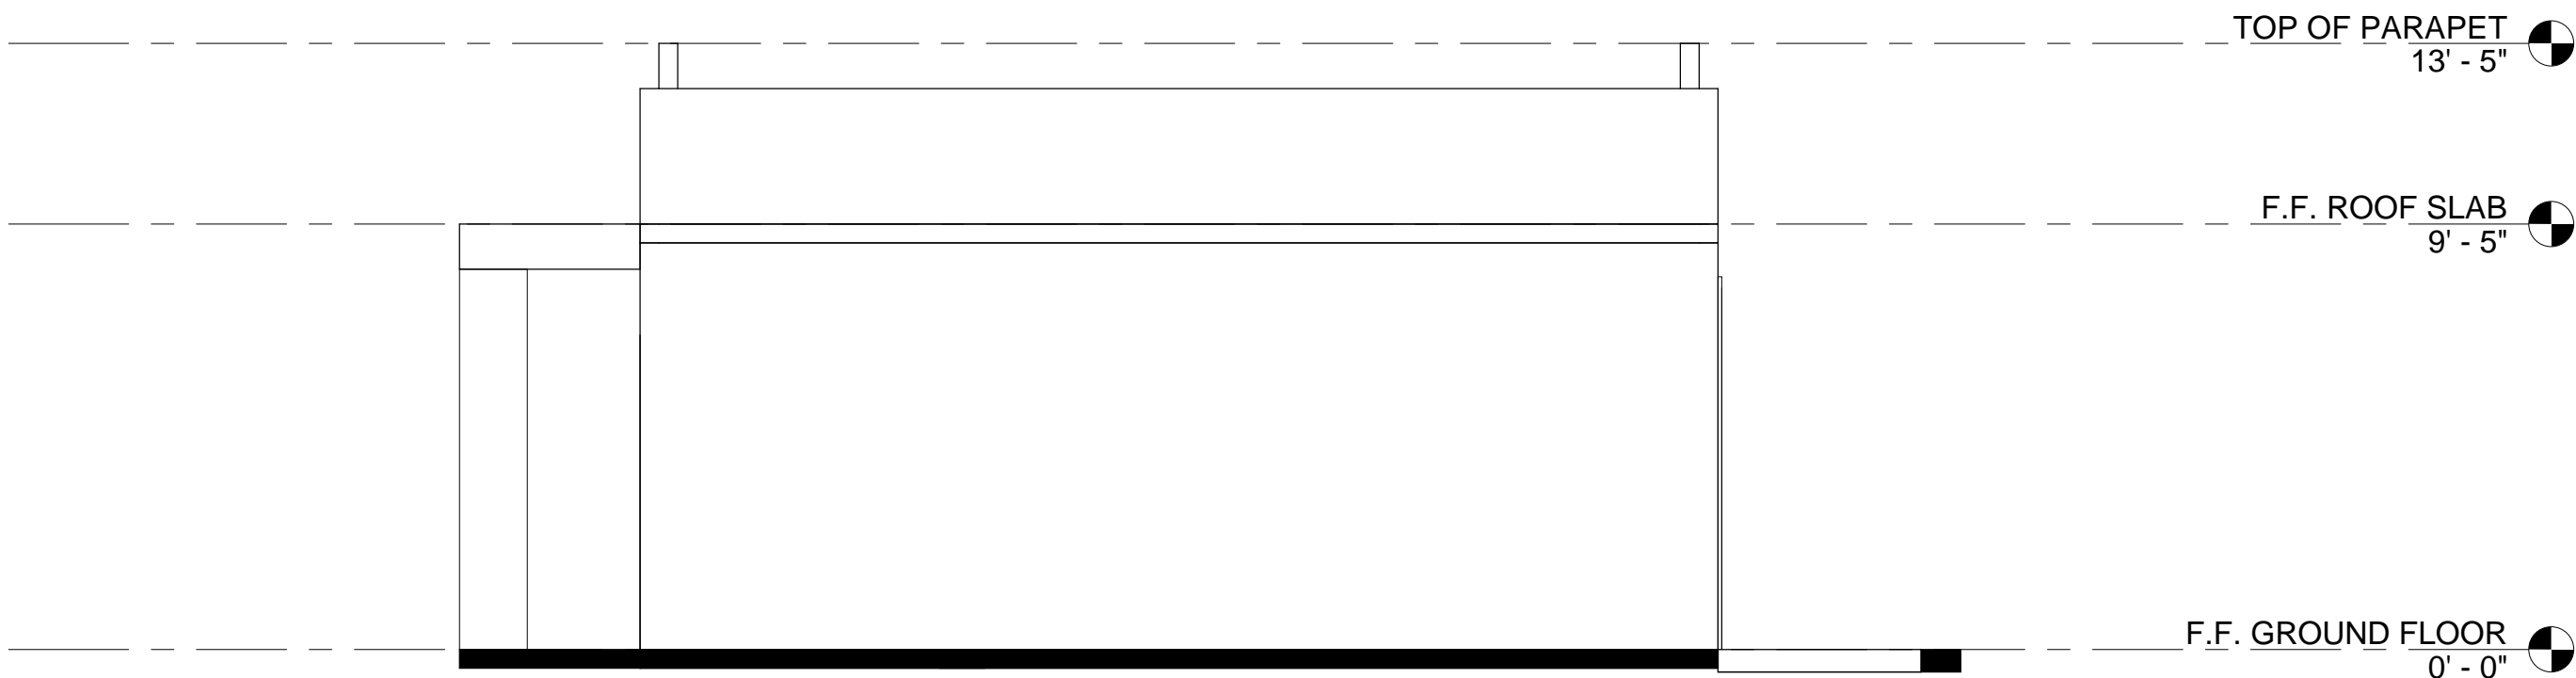 TOP OF PARAPET
13' - 5"
F.F. ROOF SLAB
9' - 5"
F.F. GROUND FLOOR
0' - 0"